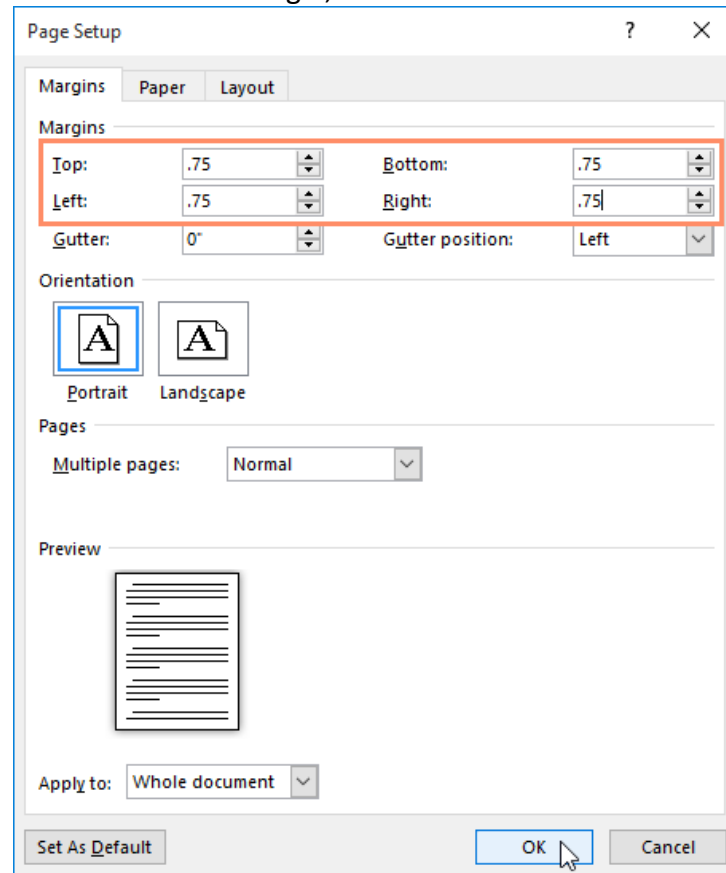 Page Setup ? ×
Margins Paper Layout
Margins
Top: .75 Bottom: .75
Left: .75 Right: .75
Gutter: 0" Gutter position: Left
Orientation
A A
Portrait Landscape
Pages
Multiple pages: Normal
Preview
Apply to: Whole document
Set As Default OK Cancel